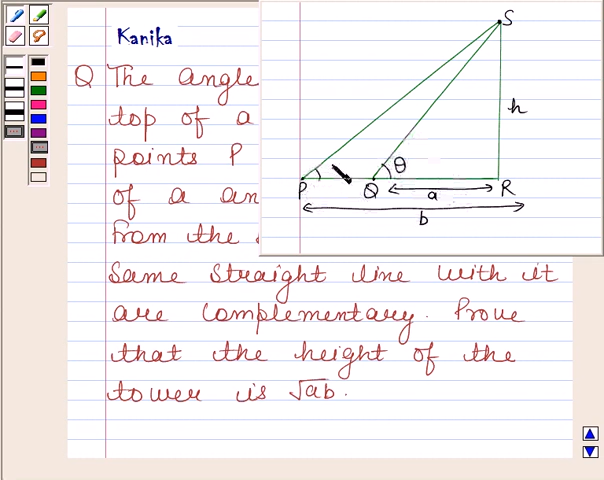 Kanika
Q The angle
top of a
points P
of a an
from the
Same straight line with it
are complementary. Prove
that the height of the
tower is √ab.
S
h
θ
P Q R
a
b